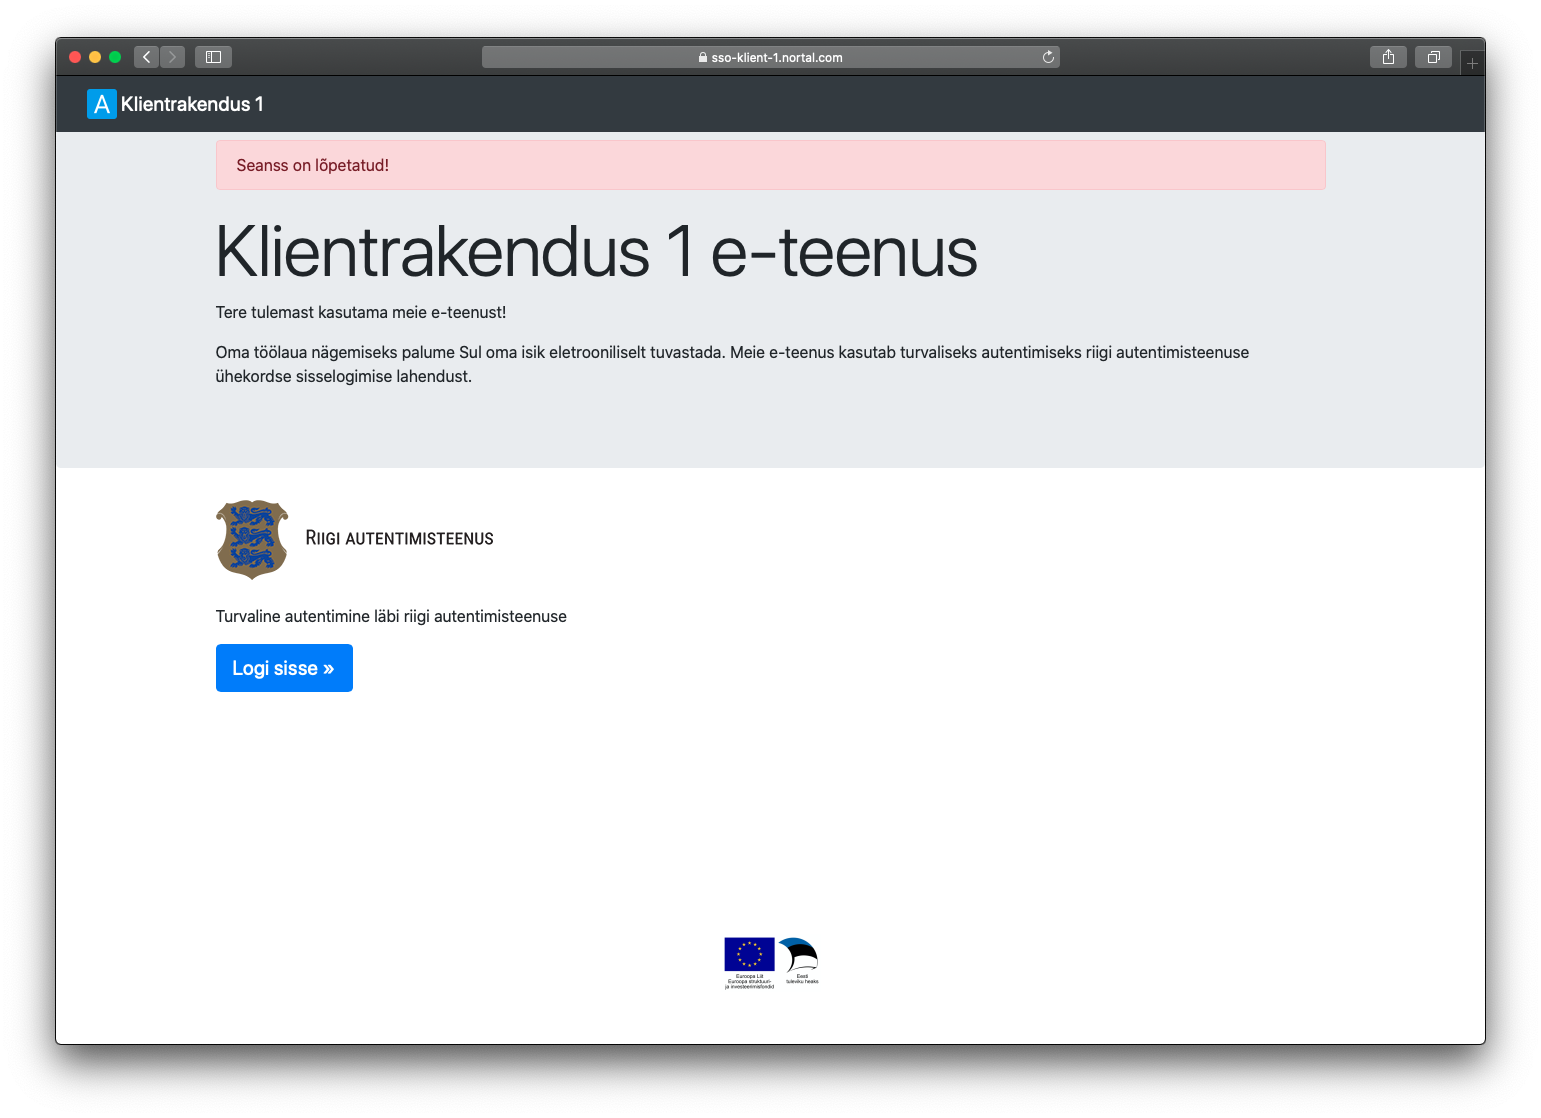 sso-klient-1.nortal.com
A Klientrakendus 1
Seanss on lõpetatud!
Klientrakendus 1 e-teenus
Tere tulemast kasutama meie e-teenust!
Oma töölaua nägemiseks palume Sul oma isik eletrooniliselt tuvastada. Meie e-teenus kasutab turvaliseks autentimiseks riigi autentimisteenuse
ühekordse sisselogimise lahendust.
RIIGI AUTENTIMISTEENUS
Turvaline autentimine läbi riigi autentimisteenuse
Logi sisse »
Euroopa Liit
Euroopa struktuuri-
ja investeerimisfondid
Eesti
tuleviku heaks